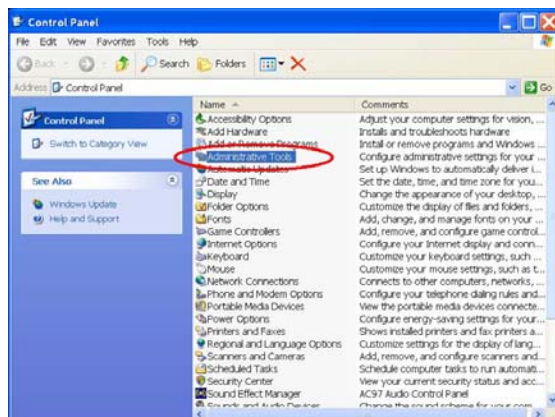 Control Panel
File Edit View Favorites Tools Help
Back Search Folders
Address Control Panel Go
Name Comments
Control Panel
Switch to Category View
See Also
Windows Update
Help and Support
Accessibility Options Adjust your computer settings for vision, ...
Add Hardware Installs and troubleshoots hardware
Add or Remove Programs Install or remove programs and Windows ...
Administrative Tools Configure administrative settings for your ...
Automatic Updates Set up Windows to automatically deliver i...
Date and Time Set the date, time, and time zone for you...
Display Change the appearance of your desktop, ...
Folder Options Customize the display of files and folders, ...
Fonts Add, change, and manage fonts on your ...
Game Controllers Add, remove, and configure game control...
Internet Options Configure your Internet display and conn...
Keyboard Customize your keyboard settings, such ...
Mouse Customize your mouse settings, such as t...
Network Connections Connects to other computers, networks, ...
Phone and Modem Options Configure your telephone dialing rules and...
Portable Media Devices View the portable media devices connecte...
Power Options Configure energy-saving settings for your...
Printers and Faxes Shows installed printers and fax printers a...
Regional and Language Options Customize settings for the display of lang...
Scanners and Cameras Add, remove, and configure scanners and...
Scheduled Tasks Schedule computer tasks to run automati...
Security Center View your current security status and acc...
Sound Effect Manager AC97 Audio Control Panel
Sounds and Audio Devices Change the sound scheme for your com...